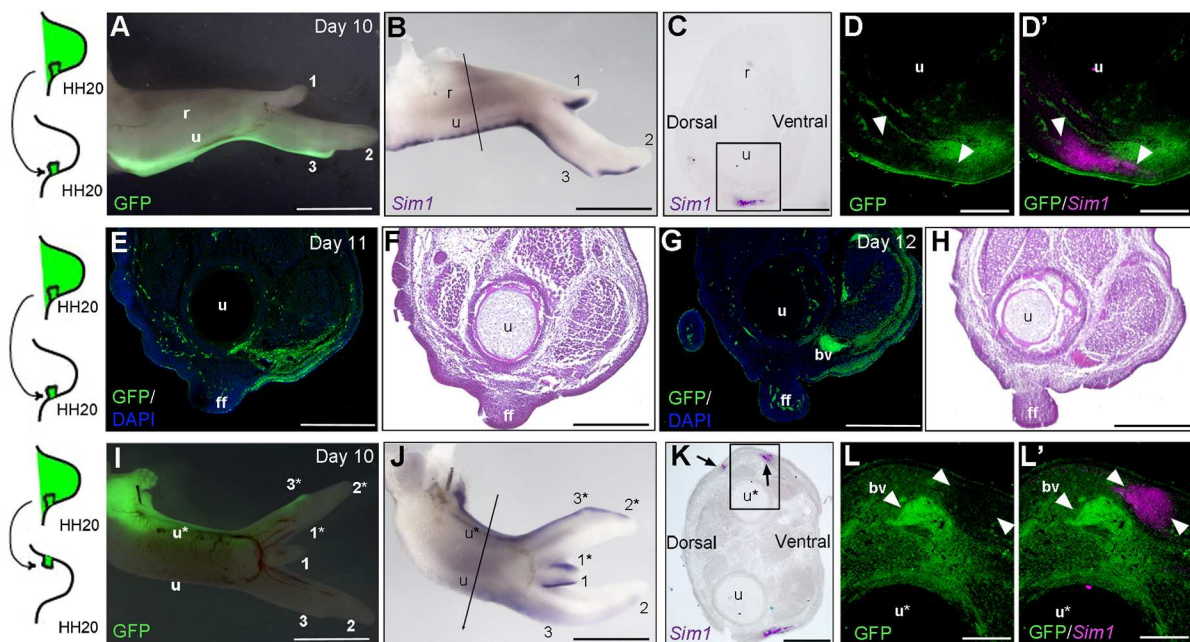 HH20
HH20
A
Day 10
1
r
u
2
3
GFP
B
1
r
u
2
3
Sim1
C
r
Dorsal
Ventral
u
Sim1
D
u
GFP
D'
u
GFP/Sim1
HH20
HH20
E
Day 11
u
ff
GFP/
DAPI
F
u
ff
G
Day 12
u
bv
ff
GFP/
DAPI
H
u
ff
HH20
HH20
I
Day 10
3*
2*
u*
1*
1
u
3
2
GFP
J
3*
2*
u*
1*
u
1
2
3
K
u*
Dorsal
Ventral
u
Sim1
L
bv
u*
GFP
L'
bv
u*
GFP/Sim1